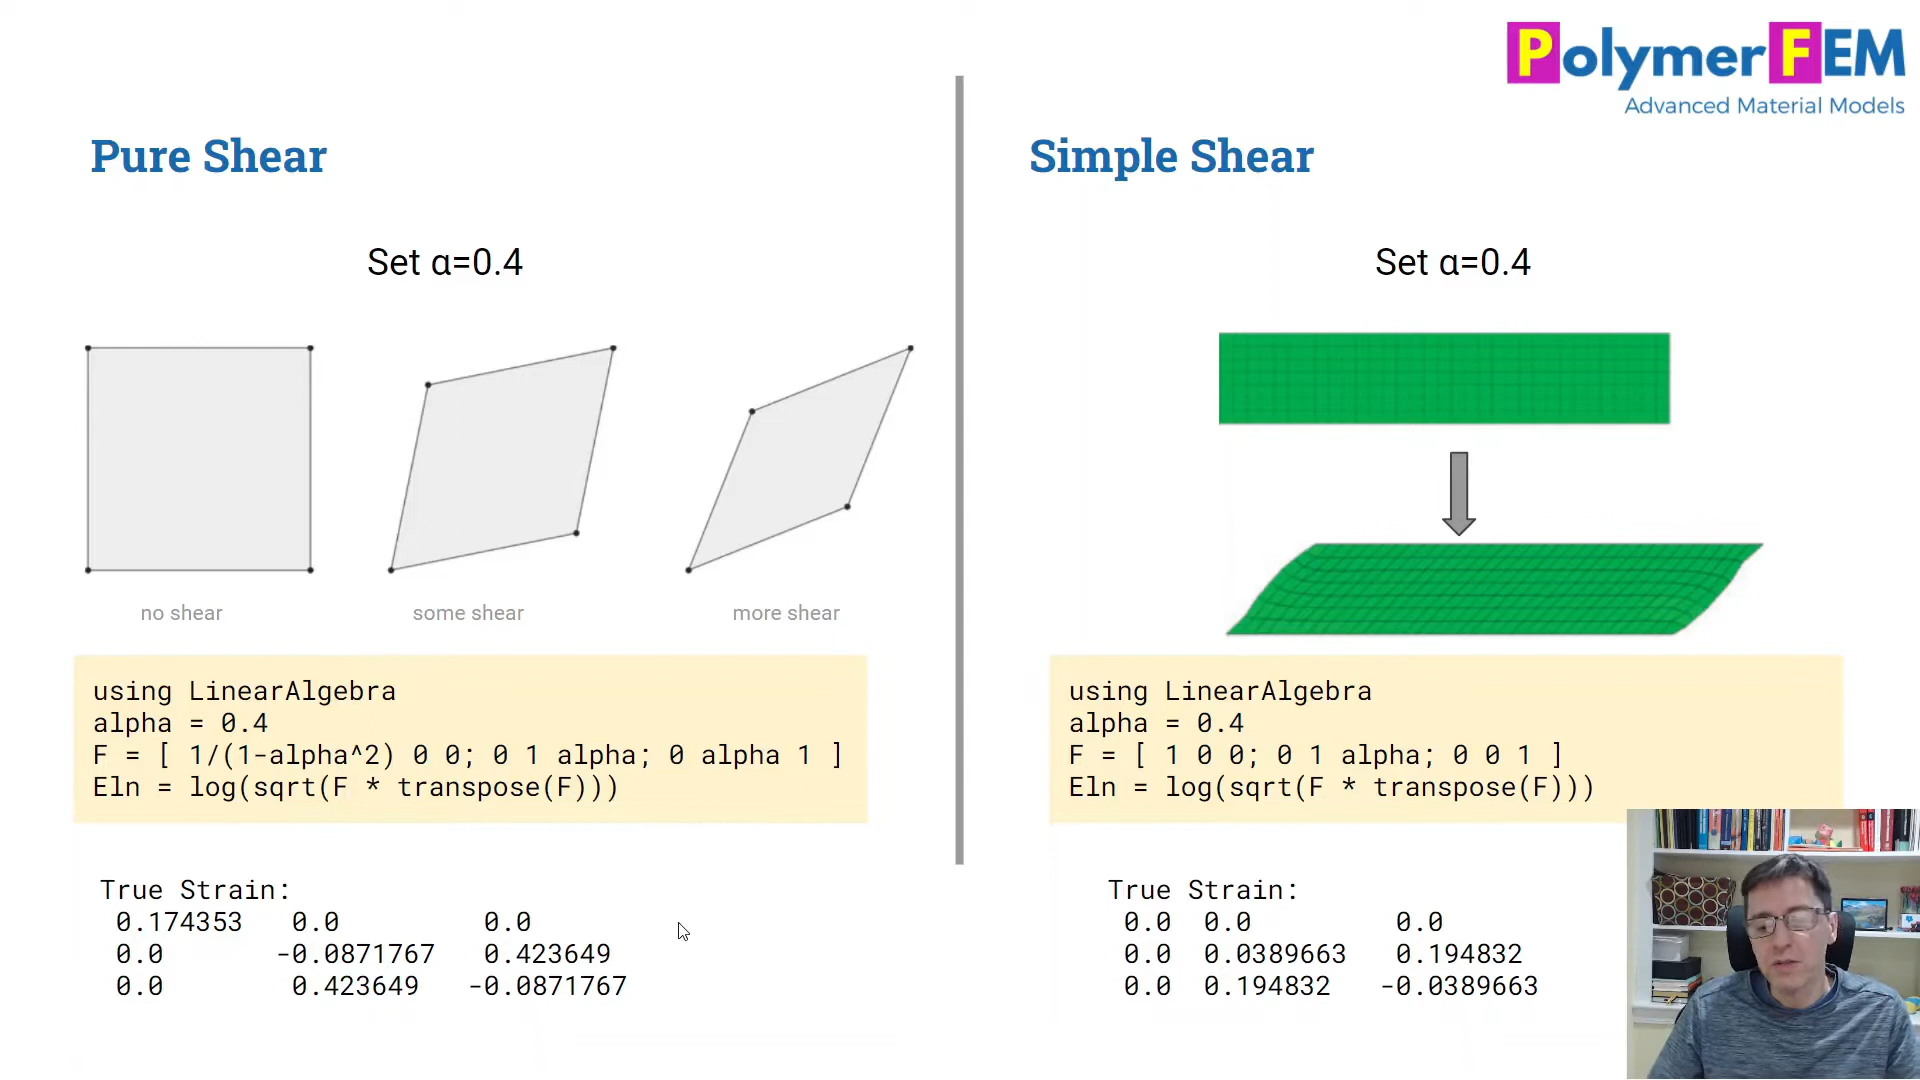 PolymerFEM
Advanced Material Models
Pure Shear
Set α=0.4
no shear
some shear
more shear
using LinearAlgebra
alpha = 0.4
F = [ 1/(1-alpha^2) 0 0; 0 1 alpha; 0 alpha 1 ]
Eln = log(sqrt(F * transpose(F)))
True Strain:
0.174353 0.0 0.0
0.0 -0.0871767 0.423649
0.0 0.423649 -0.0871767
Simple Shear
Set α=0.4
using LinearAlgebra
alpha = 0.4
F = [ 1 0 0; 0 1 alpha; 0 0 1 ]
Eln = log(sqrt(F * transpose(F)))
True Strain:
0.0 0.0 0.0
0.0 0.0389663 0.194832
0.0 0.194832 -0.0389663